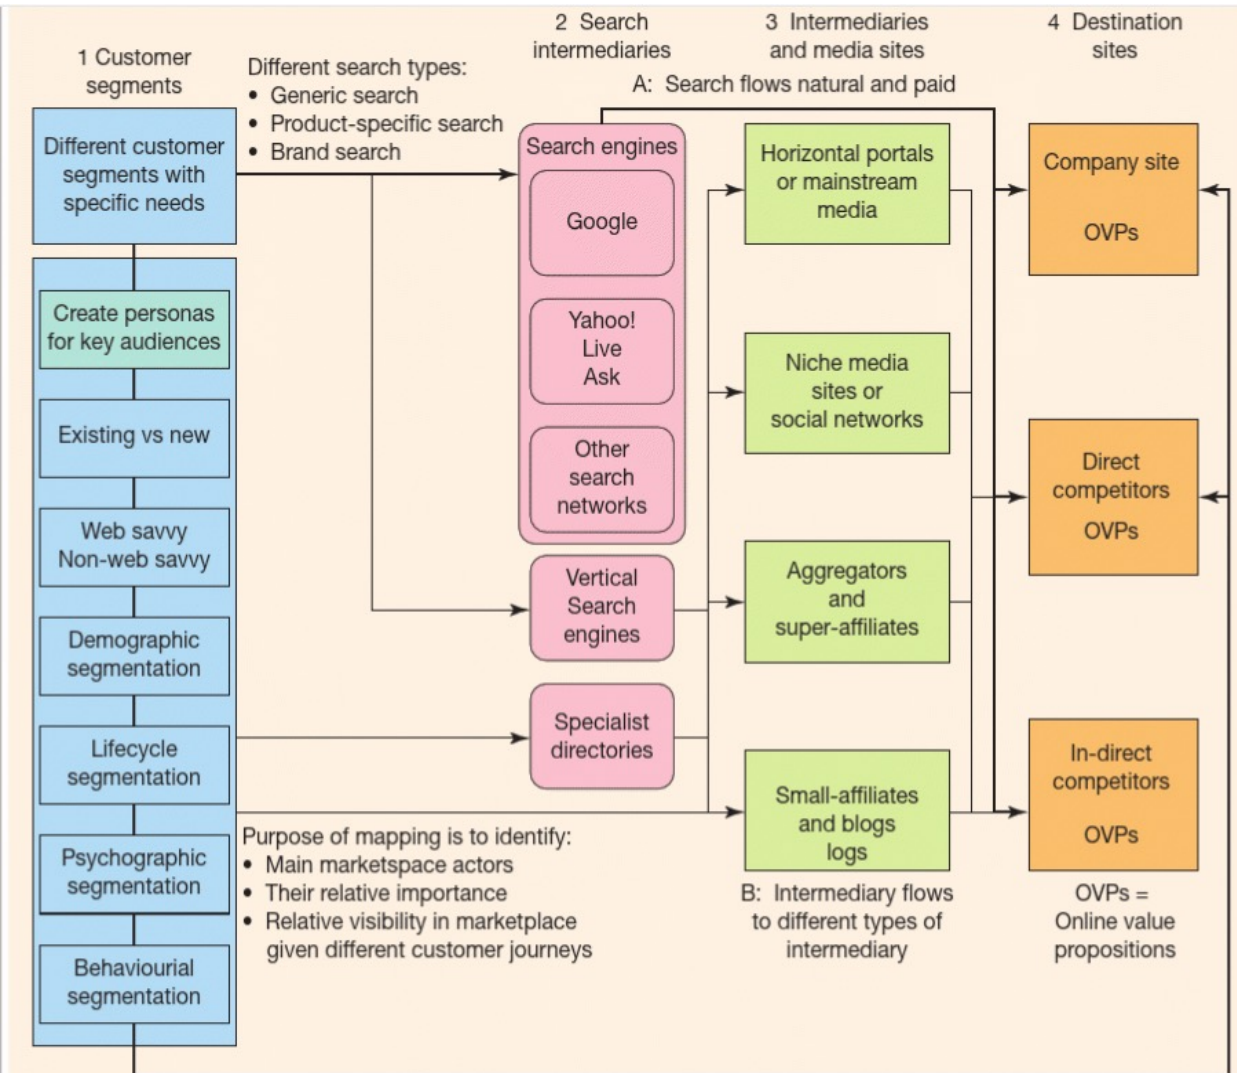 1 Customer
segments
Different customer
segments with
specific needs
Create personas
for key audiences
Existing vs new
Web savvy
Non-web savvy
Demographic
segmentation
Lifecycle
segmentation
Psychographic
segmentation
Behaviourial
segmentation
Different search types:
• Generic search
• Product-specific search
• Brand search
Purpose of mapping is to identify:
• Main marketspace actors
• Their relative importance
• Relative visibility in marketplace
given different customer journeys
2 Search
intermediaries
A: Search flows natural and paid
Search engines
Google
Yahoo!
Live
Ask
Other
search
networks
Vertical
Search
engines
Specialist
directories
3 Intermediaries
and media sites
Horizontal portals
or mainstream
media
Niche media
sites or
social networks
Aggregators
and
super-affiliates
Small-affiliates
and blogs
logs
B: Intermediary flows
to different types of
intermediary
4 Destination
sites
Company site
OVPs
Direct
competitors
OVPs
In-direct
competitors
OVPs
OVPs =
Online value
propositions